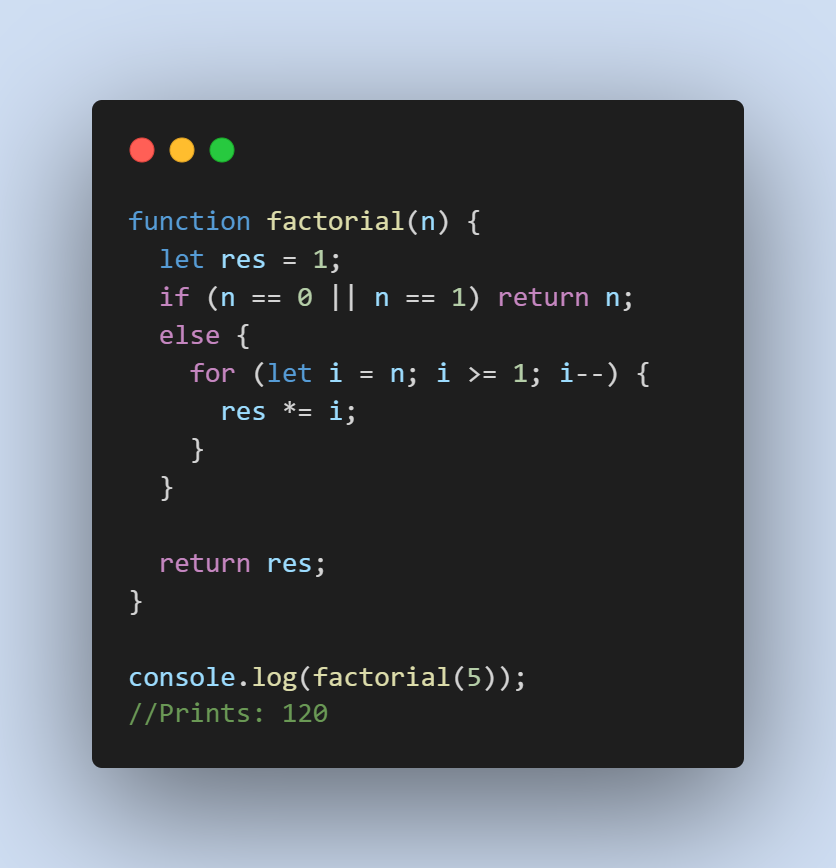 function factorial(n) {
  let res = 1;
  if (n == 0 || n == 1) return n;
  else {
    for (let i = n; i >= 1; i--) {
      res *= i;
    }
  }

  return res;
}

console.log(factorial(5));
//Prints: 120